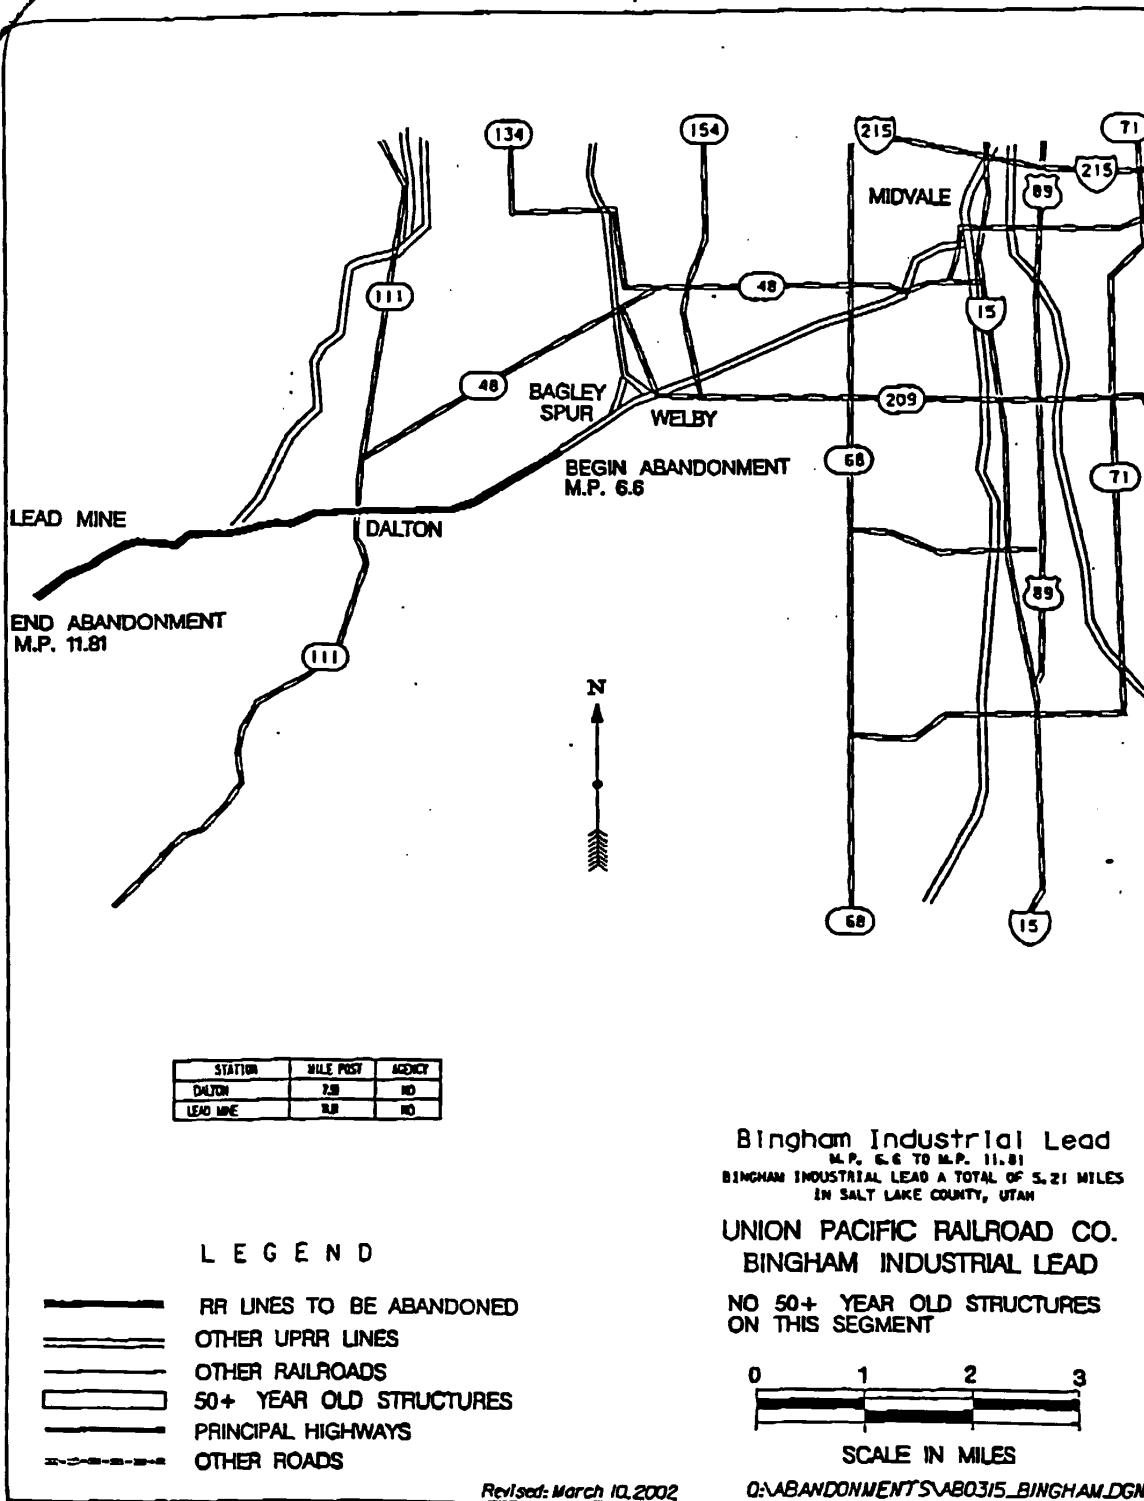 134
154
215
71
215
89
MIDVALE
111
48
15
48
BAGLEY
SPUR
WELBY
209
BEGIN ABANDONMENT
M.P. 6.6
68
71
LEAD MINE
DALTON
END ABANDONMENT
M.P. 11.81
89
111
N
68
15
STATION MILE POST AGENCY
DALTON NO
LEAD MINE NO
Bingham Industrial Lead
M.P. 6.6 TO M.P. 11.81
BINGHAM INDUSTRIAL LEAD A TOTAL OF 5.21 MILES
IN SALT LAKE COUNTY, UTAH
UNION PACIFIC RAILROAD CO.
BINGHAM INDUSTRIAL LEAD
NO 50+ YEAR OLD STRUCTURES
ON THIS SEGMENT
LEGEND
RR LINES TO BE ABANDONED
OTHER UPRR LINES
OTHER RAILROADS
50+ YEAR OLD STRUCTURES
PRINCIPAL HIGHWAYS
OTHER ROADS
0 1 2 3
SCALE IN MILES
Revised: March 10, 2002
O:\ABANDONMENTS\AB0315_BINGHAM.DGN